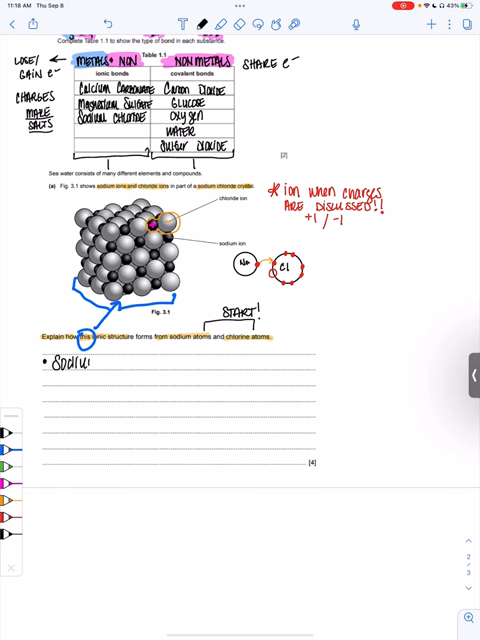 11:18 AM Thu Sep 6
43%
Complete Table 1.1 to show the type of bond in each substance.
Table 1.1
LOSE/ GAIN e-
METALS + NON
NON METALS
SHARE e-
ionic bonds
covalent bonds
CHARGES MAKE SALTS
CALCIUM CARBONATE
CARBON DIOXIDE
MAGNESIUM SULFATE
GLUCOSE
SODIUM CHLORIDE
OXYGEN
WATER
SULFUR DIOXIDE
[2]
Sea water consists of many different elements and compounds.
(a) Fig. 3.1 shows sodium ions and chloride ions in part of a sodium chloride crystal.
chloride ion
sodium ion
* ion when charges
ARE DISCUSSED!!
+1 / -1
Na
Cl
Fig. 3.1
START!
Explain how this ionic structure forms from sodium atoms and chlorine atoms.
• SODIU
[4]
2
/
3